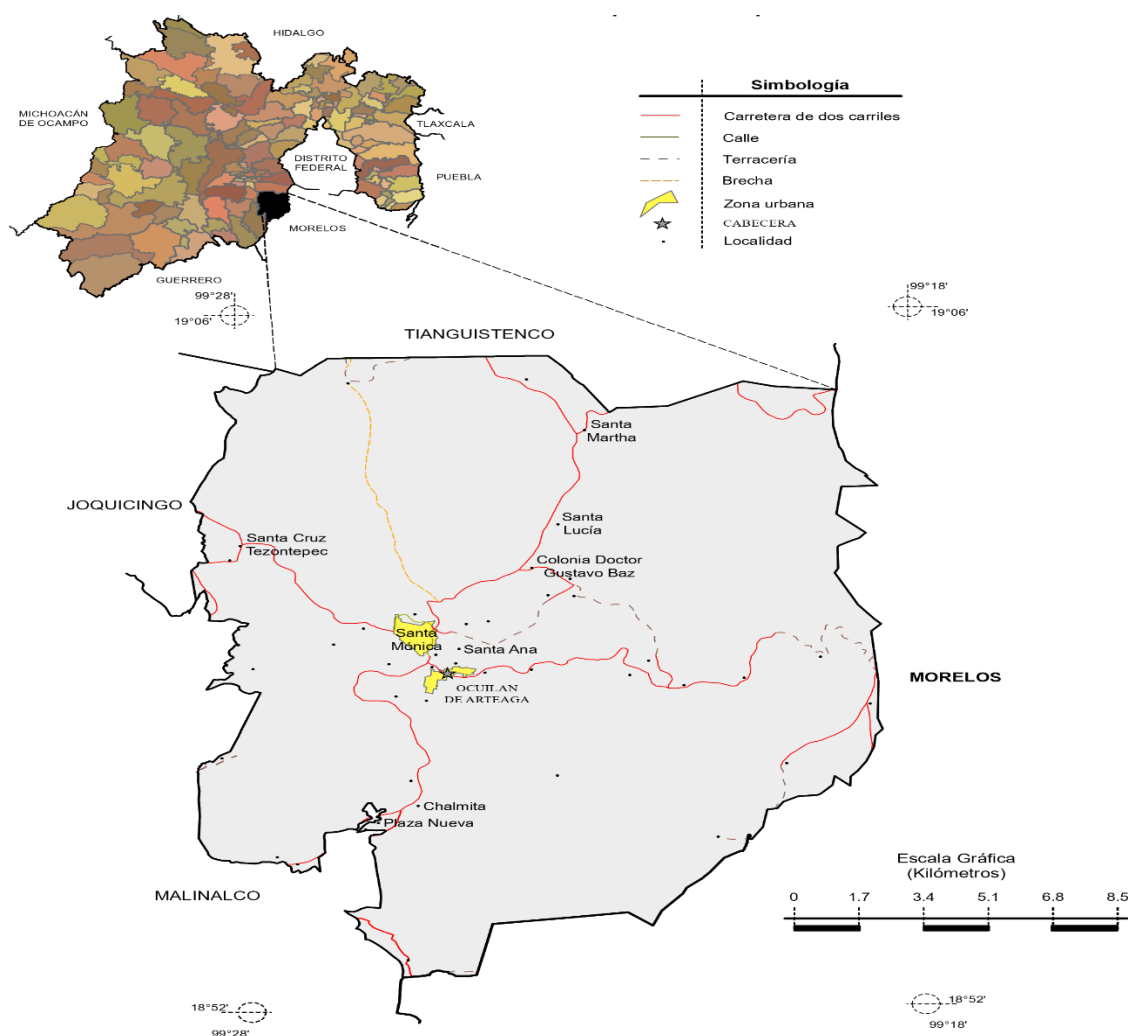 HIDALGO
MICHOACÁN
DE OCAMPO
TLAXCALA
DISTRITO
FEDERAL
PUEBLA
MORELOS
GUERRERO
Simbología
Carretera de dos carriles
Calle
Terracería
Brecha
Zona urbana
CABECERA
Localidad
99°28'
19°06'
99°18'
19°06'
TIANGUISTENCO
Santa
Martha
JOQUICINGO
Santa
Lucía
Santa Cruz
Tezontepec
Colonia Doctor
Gustavo Baz
Santa
Mónica
Santa Ana
OCUILAN
DE ARTEAGA
MORELOS
Chalmita
Plaza Nueva
MALINALCO
Escala Gráfica
(Kilómetros)
0 1.7 3.4 5.1 6.8 8.5
18°52'
99°28'
18°52'
99°18'